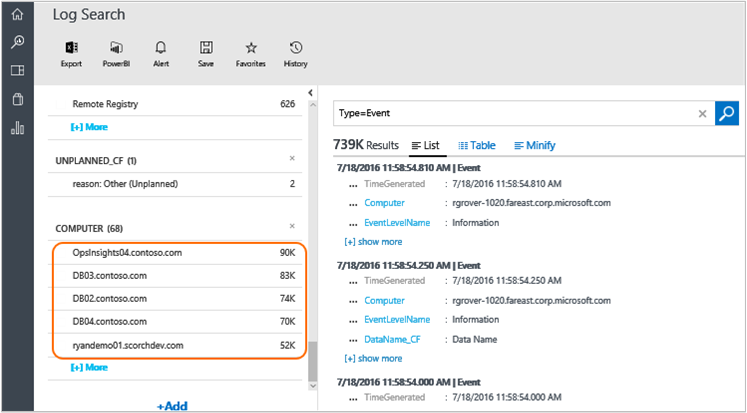 Log Search
Export PowerBI Alert Save Favorites History
Remote Registry 626
[+] More
UNPLANNED_CF (1) ×
reason: Other (Unplanned) 2
COMPUTER (68) ×
OpsInsights04.contoso.com 90K
DB03.contoso.com 83K
DB02.contoso.com 74K
DB04.contoso.com 70K
ryandemo01.scorchdev.com 52K
[+] More
+Add
Type=Event
739K Results List Table Minify
7/18/2016 11:58:54.810 AM | Event
... TimeGenerated : 7/18/2016 11:58:54.810 AM
... Computer : rgrover-1020.fareast.corp.microsoft.com
... EventLevelName : Information
[+] show more
7/18/2016 11:58:54.250 AM | Event
... TimeGenerated : 7/18/2016 11:58:54.250 AM
... Computer : rgrover-1020.fareast.corp.microsoft.com
... EventLevelName : Information
... DataName_CF : Data Name
[+] show more
7/18/2016 11:58:54.000 AM | Event
... TimeGenerated : 7/18/2016 11:58:54.000 AM